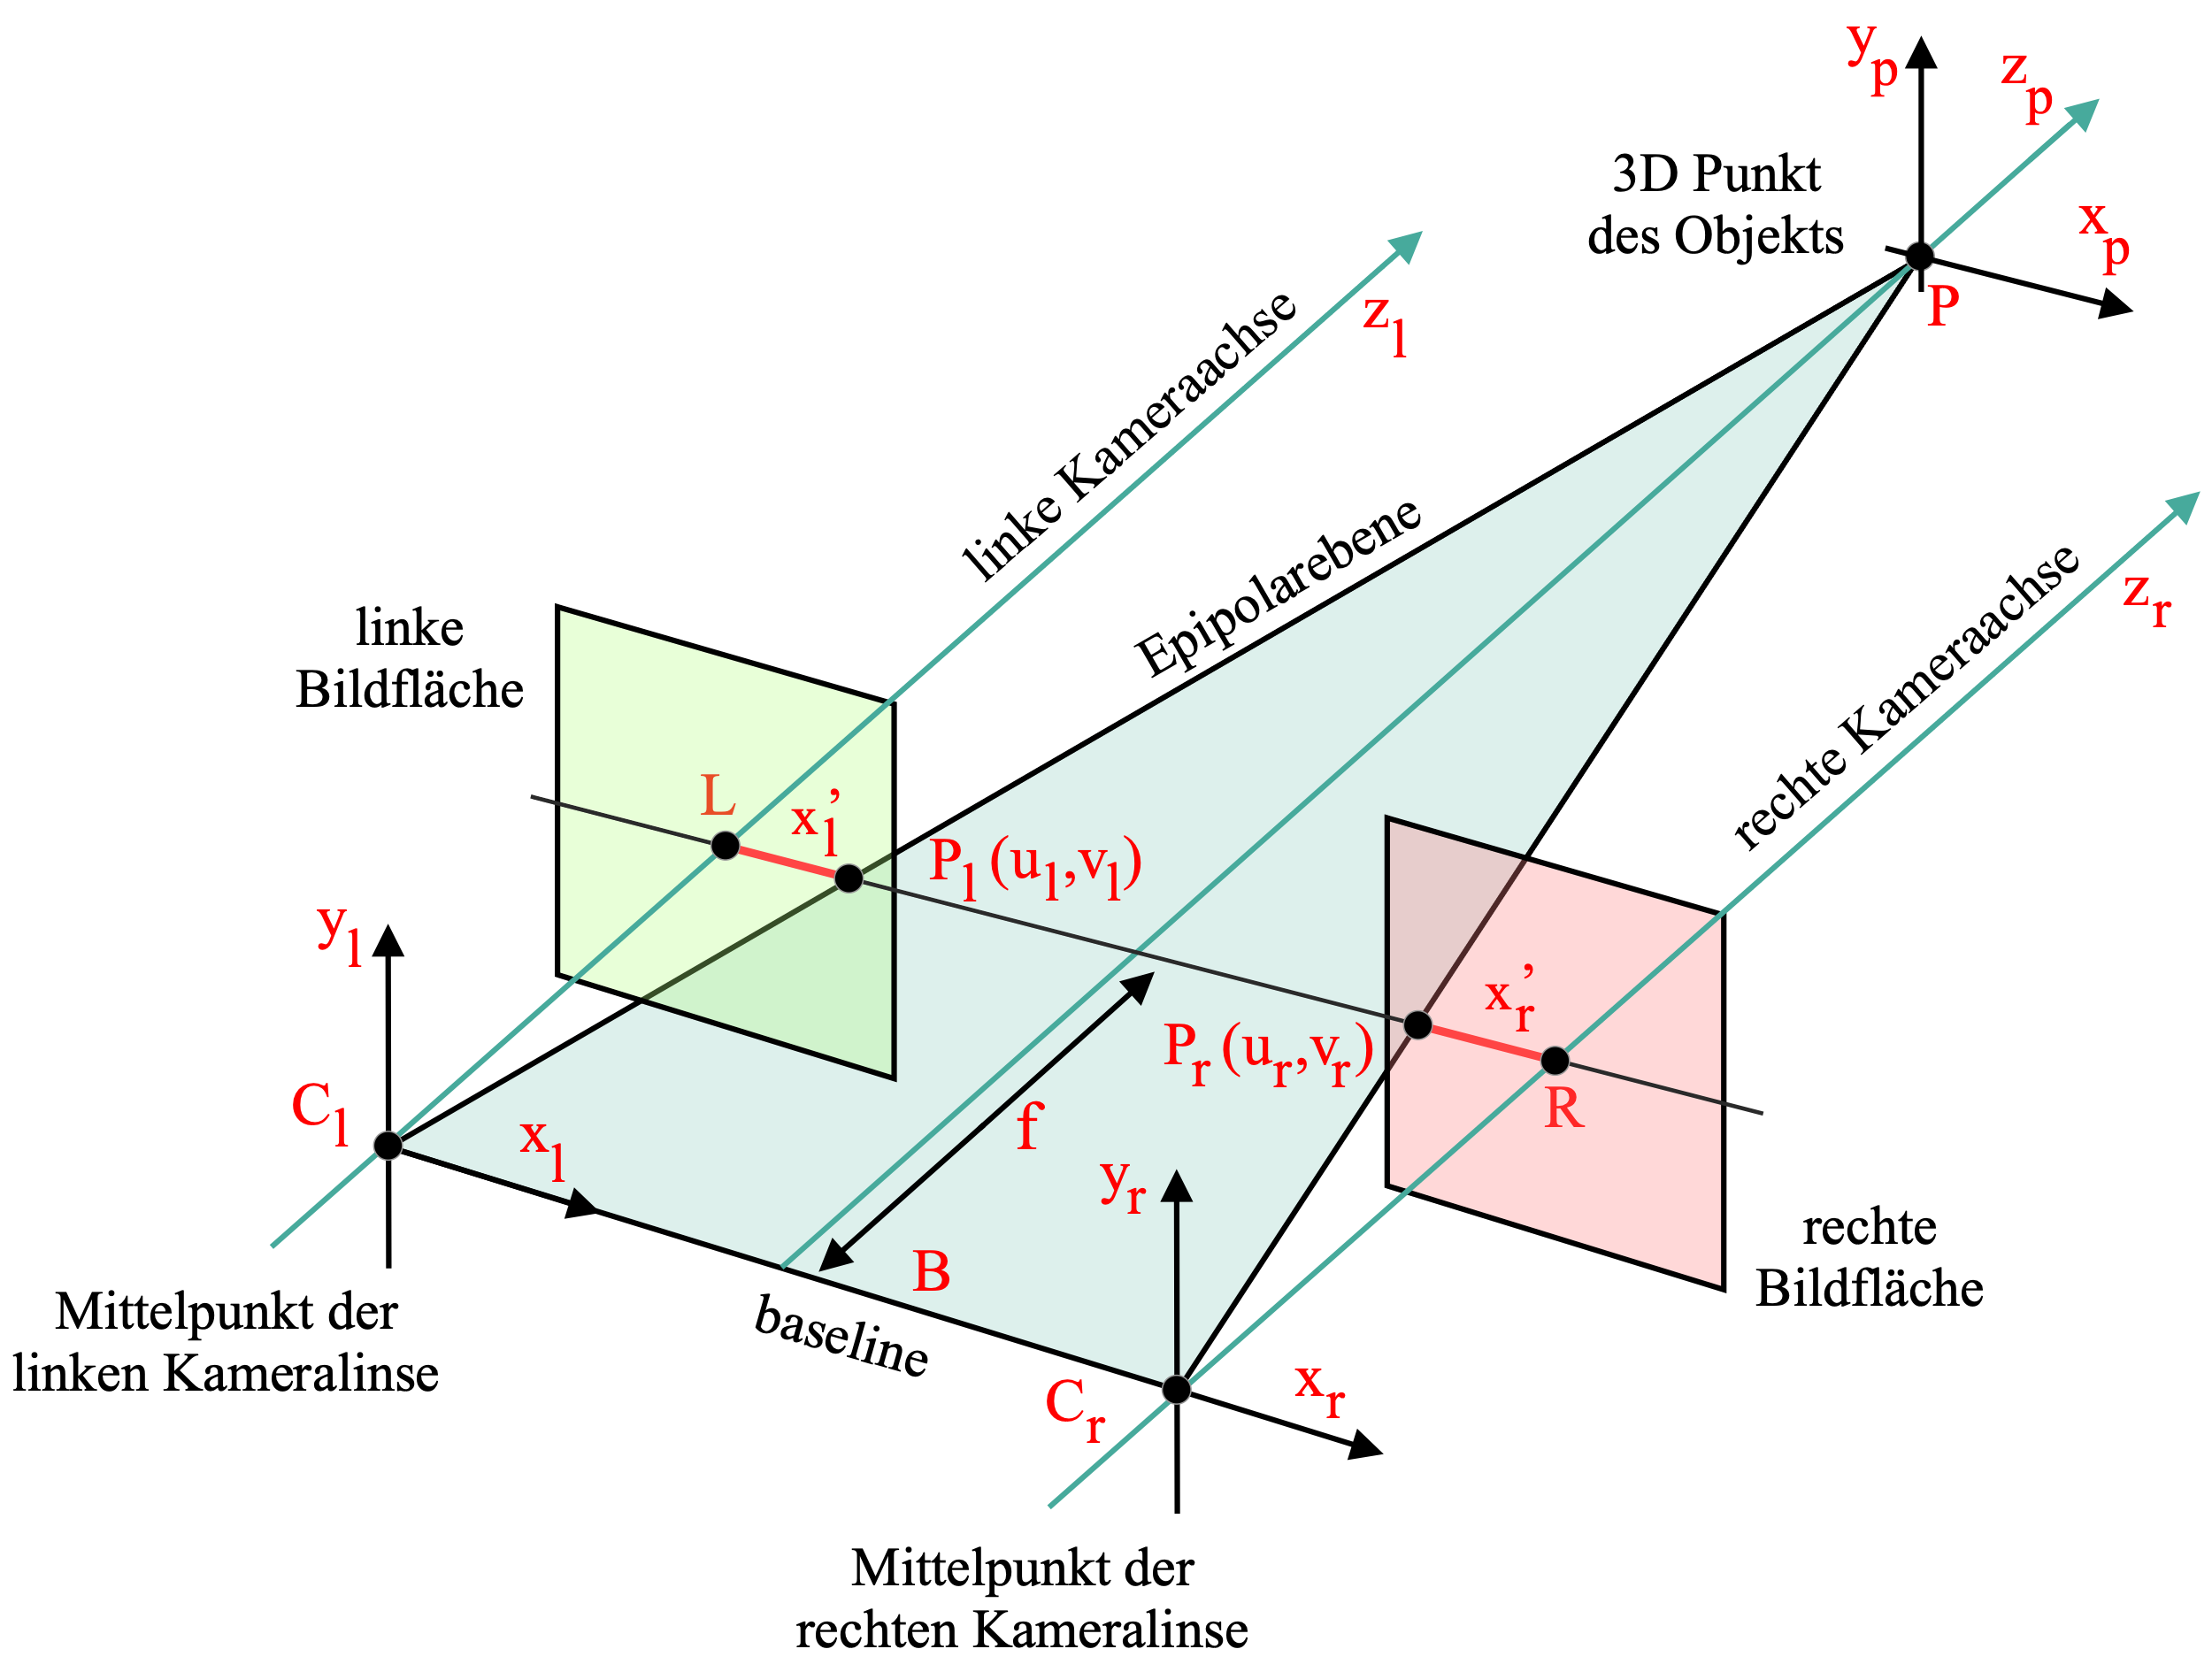 y_p
z_p
3D Punkt
des Objekts
x_p
P
z_l
linke Kameraachse
Epipolarebene
z_r
rechte Kameraachse
linke
Bildfläche
L
x_l'
P_l (u_l,v_l)
y_l
x_r'
P_r (u_r,v_r)
R
C_l
x_l
f
y_r
B
rechte
Bildfläche
baseline
Mittelpunkt der
linken Kameralinse
C_r
x_r
Mittelpunkt der
rechten Kameralinse